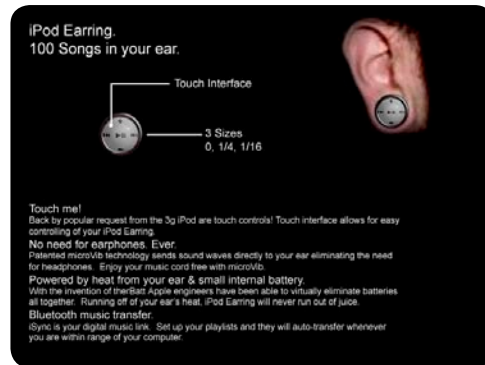 iPod Earring.
100 Songs in your ear.
Touch Interface
3 Sizes
0, 1/4, 1/16
Touch me!
Back by popular request from the 3g iPod are touch controls! Touch interface allows for easy
controlling of your iPod Earring.
No need for earphones. Ever.
Patented microVib technology sends sound waves directly to your ear eliminating the need
for headphones. Enjoy your music cord free with microVib.
Powered by heat from your ear & small internal battery.
With the invention of therBatt Apple engineers have been able to virtually eliminate batteries
all together. Running off of your ear's heat, iPod Earring will never run out of juice.
Bluetooth music transfer.
iSync is your digital music link. Set up your playlists and they will auto-transfer whenever
you are within range of your computer.